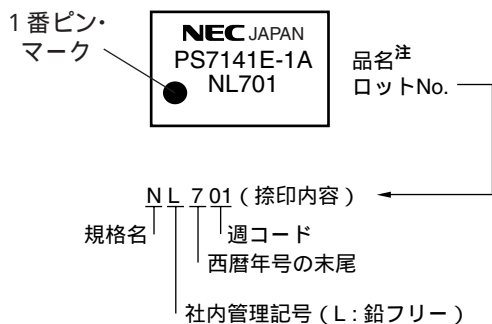 1番ピン・
マーク
NEC JAPAN
PS7141E-1A
NL701
品名注
ロットNo.
N L 7 01(捺印内容)
規格名
週コード
西暦年号の末尾
社内管理記号(L:鉛フリー)